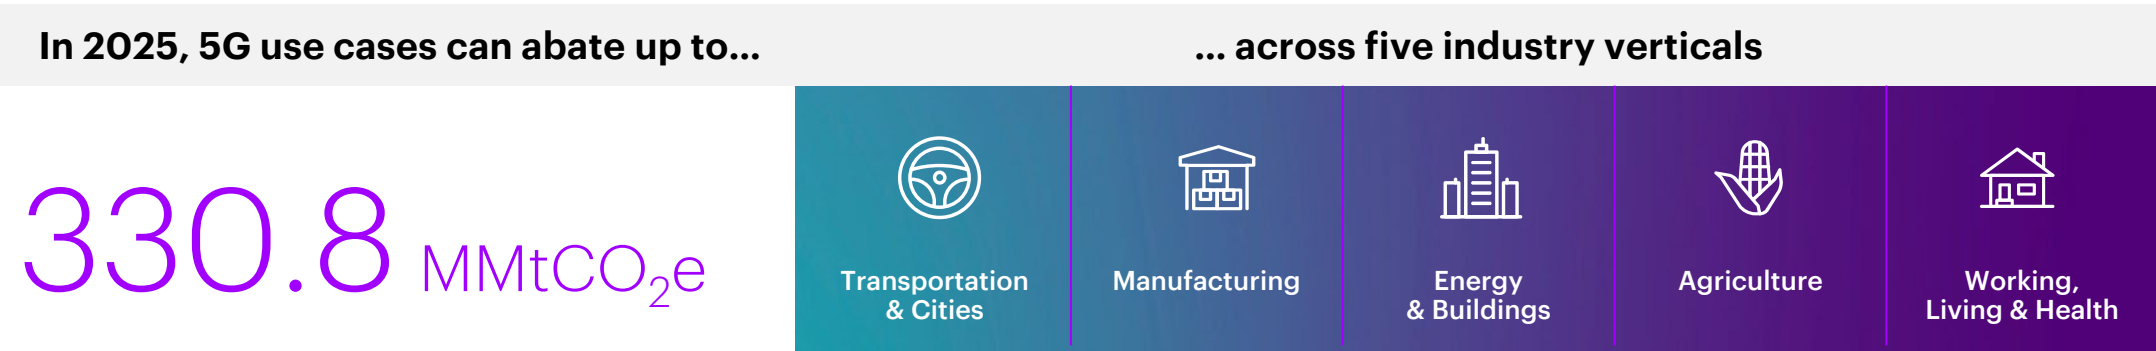 In 2025, 5G use cases can abate up to...
... across five industry verticals
330.8 MMtCO₂e
Transportation
& Cities
Manufacturing
Energy
& Buildings
Agriculture
Working,
Living & Health